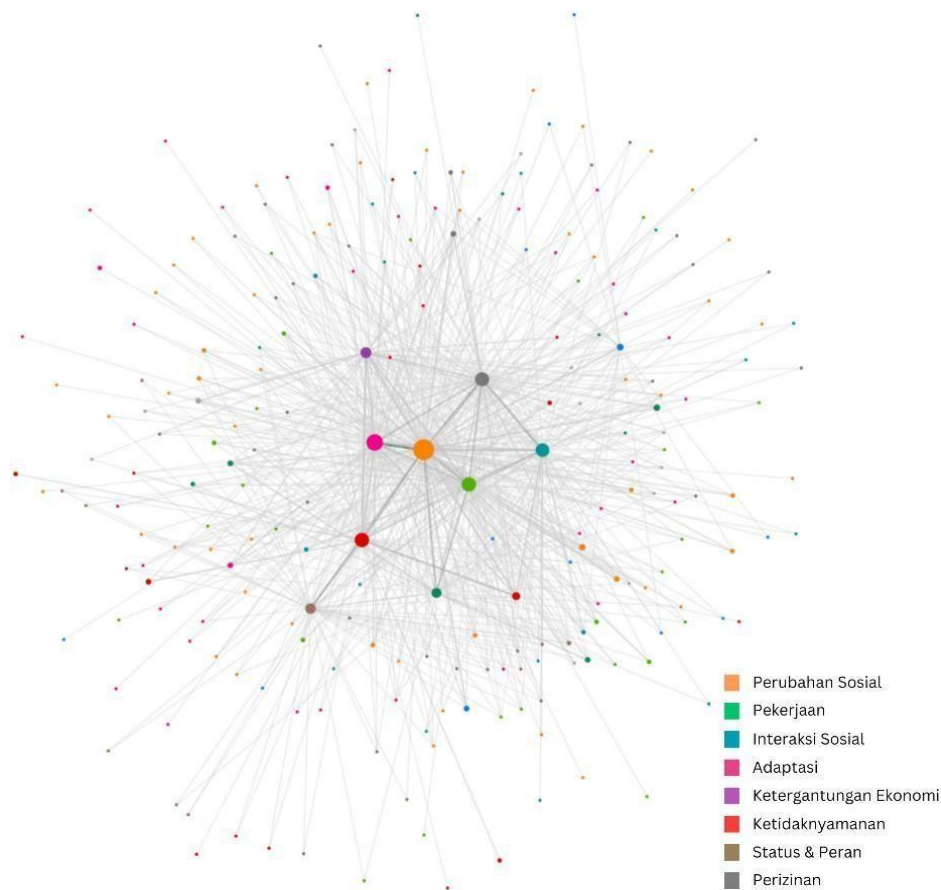 Perubahan Sosial
Pekerjaan
Interaksi Sosial
Adaptasi
Ketergantungan Ekonomi
Ketidaknyamanan
Status & Peran
Perizinan